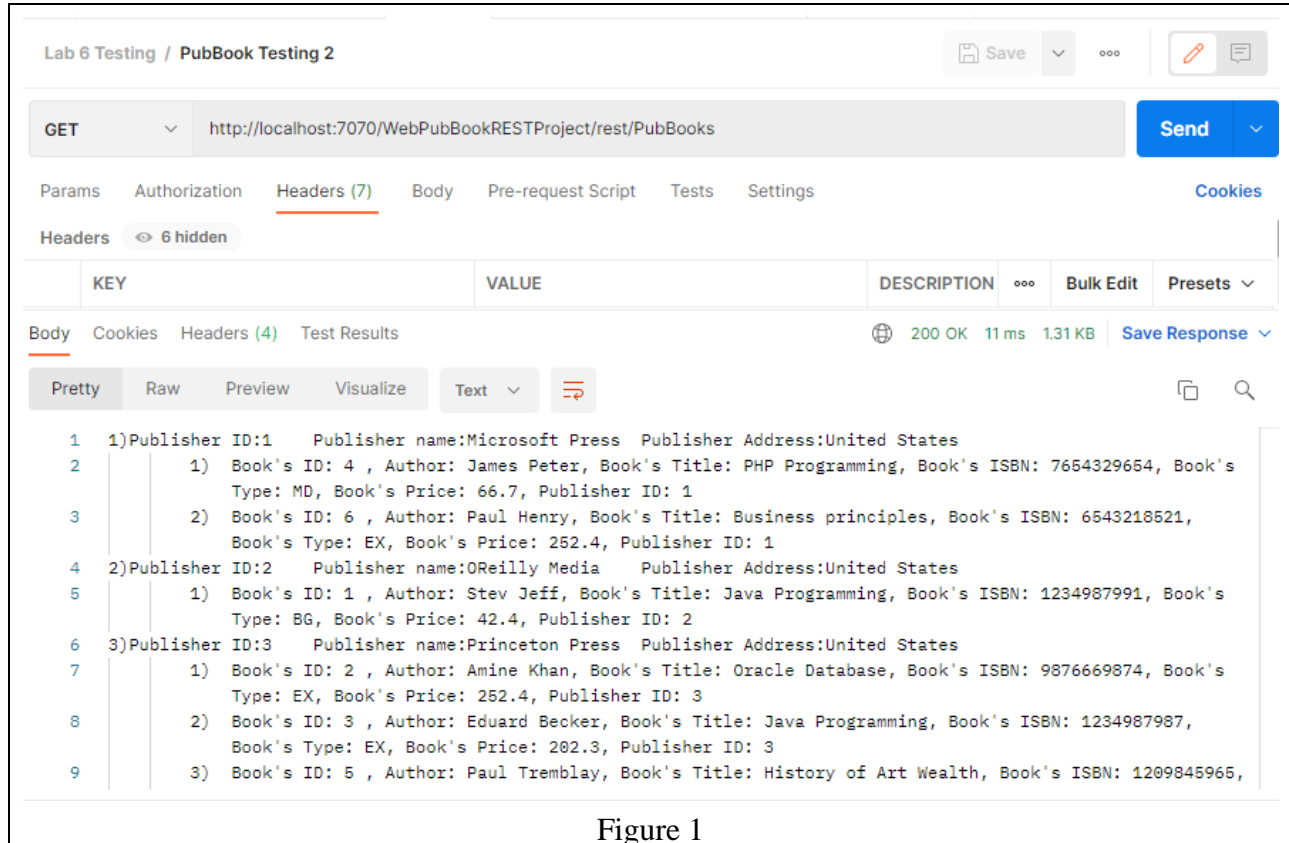 Lab 6 Testing / PubBook Testing 2 Save ooo
GET http://localhost:7070/WebPubBookRESTProject/rest/PubBooks Send
Params Authorization Headers (7) Body Pre-request Script Tests Settings Cookies
Headers 6 hidden
KEY VALUE DESCRIPTION ooo Bulk Edit Presets
Body Cookies Headers (4) Test Results 200 OK 11 ms 1.31 KB Save Response
Pretty Raw Preview Visualize Text
1 1)Publisher ID:1 Publisher name:Microsoft Press Publisher Address:United States
2 1) Book's ID: 4 , Author: James Peter, Book's Title: PHP Programming, Book's ISBN: 7654329654, Book's
Type: MD, Book's Price: 66.7, Publisher ID: 1
3 2) Book's ID: 6 , Author: Paul Henry, Book's Title: Business principles, Book's ISBN: 6543218521,
Book's Type: EX, Book's Price: 252.4, Publisher ID: 1
4 2)Publisher ID:2 Publisher name:OReilly Media Publisher Address:United States
5 1) Book's ID: 1 , Author: Stev Jeff, Book's Title: Java Programming, Book's ISBN: 1234987991, Book's
Type: BG, Book's Price: 42.4, Publisher ID: 2
6 3)Publisher ID:3 Publisher name:Princeton Press Publisher Address:United States
7 1) Book's ID: 2 , Author: Amine Khan, Book's Title: Oracle Database, Book's ISBN: 9876669874, Book's
Type: EX, Book's Price: 252.4, Publisher ID: 3
8 2) Book's ID: 3 , Author: Eduard Becker, Book's Title: Java Programming, Book's ISBN: 1234987987,
Book's Type: EX, Book's Price: 202.3, Publisher ID: 3
9 3) Book's ID: 5 , Author: Paul Tremblay, Book's Title: History of Art Wealth, Book's ISBN: 1209845965,
Figure 1